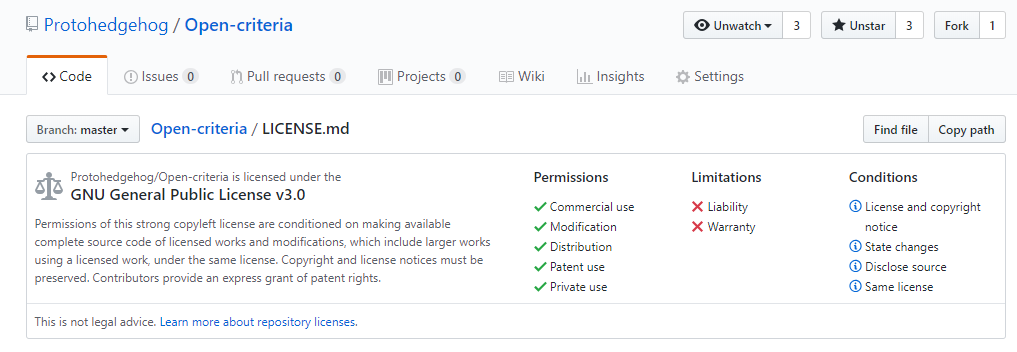 Protohedgehog / Open-criteria
Unwatch 3
Unstar 3
Fork 1
Code
Issues 0
Pull requests 0
Projects 0
Wiki
Insights
Settings
Branch: master
Open-criteria / LICENSE.md
Find file
Copy path
Protohedgehog/Open-criteria is licensed under the
GNU General Public License v3.0
Permissions of this strong copyleft license are conditioned on making available
complete source code of licensed works and modifications, which include larger works
using a licensed work, under the same license. Copyright and license notices must be
preserved. Contributors provide an express grant of patent rights.
Permissions
Commercial use
Modification
Distribution
Patent use
Private use
Limitations
Liability
Warranty
Conditions
License and copyright
notice
State changes
Disclose source
Same license
This is not legal advice. Learn more about repository licenses.